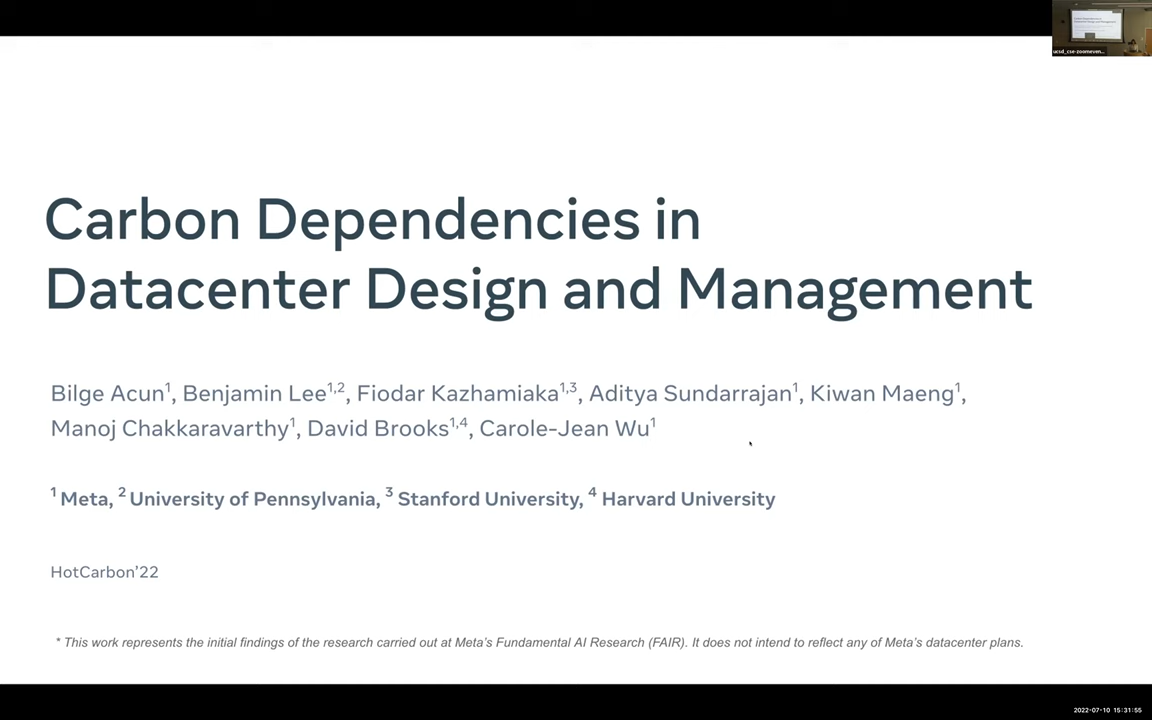 ucsd_cse-zoomeven...
Carbon Dependencies in
Datacenter Design and Management
Bilge Acun1, Benjamin Lee1,2, Fiodar Kazhamiaka1,3, Aditya Sundarrajan1, Kiwan Maeng1,
Manoj Chakkaravarthy1, David Brooks1,4, Carole-Jean Wu1
1 Meta, 2 University of Pennsylvania, 3 Stanford University, 4 Harvard University
HotCarbon'22
* This work represents the initial findings of the research carried out at Meta's Fundamental AI Research (FAIR). It does not intend to reflect any of Meta's datacenter plans.
2022-07-10 15:31:55